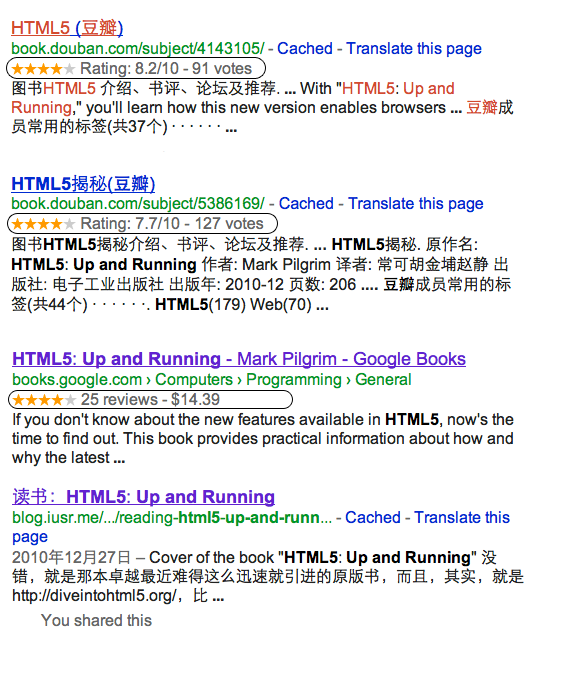 HTML5 (豆瓣)
book.douban.com/subject/4143105/ - Cached - Translate this page
★★★★★ Rating: 8.2/10 - 91 votes
图书HTML5 介绍、书评、论坛及推荐. ... With "HTML5: Up and
Running," you'll learn how this new version enables browsers ... 豆瓣成
员常用的标签(共37个) · · · · · · ...
HTML5揭秘(豆瓣)
book.douban.com/subject/5386169/ - Cached - Translate this page
★★★★★ Rating: 7.7/10 - 127 votes
图书HTML5揭秘介绍、书评、论坛及推荐. ... HTML5揭秘. 原作名:
HTML5: Up and Running 作者: Mark Pilgrim 译者: 常可胡金埔赵静 出
版社: 电子工业出版社 出版年: 2010-12 页数: 206 .... 豆瓣成员常用的标
签(共44个) · · · · · ·. HTML5(179) Web(70) ...
HTML5: Up and Running - Mark Pilgrim - Google Books
books.google.com › Computers › Programming › General
★★★★★ 25 reviews - $14.39
If you don't know about the new features available in HTML5, now's the
time to find out. This book provides practical information about how and
why the latest ...
读书：HTML5: Up and Running
blog.iusr.me/.../reading-html5-up-and-runn... - Cached - Translate this
page
2010年12月27日 – Cover of the book "HTML5: Up and Running" 没
错，就是那本卓越最近难得这么迅速就引进的原版书，而且，其实，就是
http://diveintohtml5.org/，比 ...
You shared this